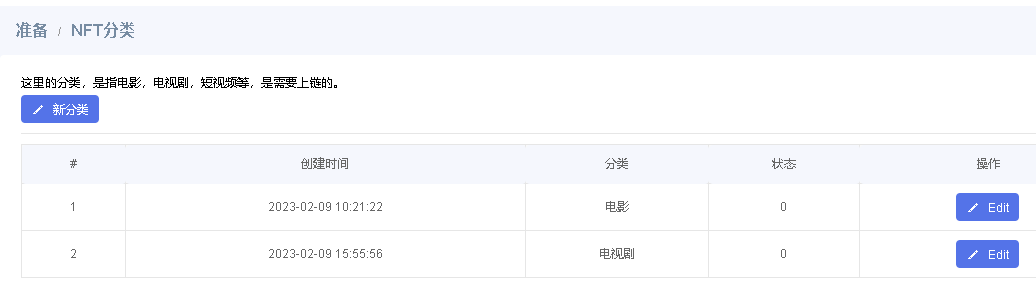 准备 / NFT分类
这里的分类，是指电影，电视剧，短视频等，是需要上链的。
新分类
# 创建时间 分类 状态 操作
1 2023-02-09 10:21:22 电影 0 Edit
2 2023-02-09 15:55:56 电视剧 0 Edit